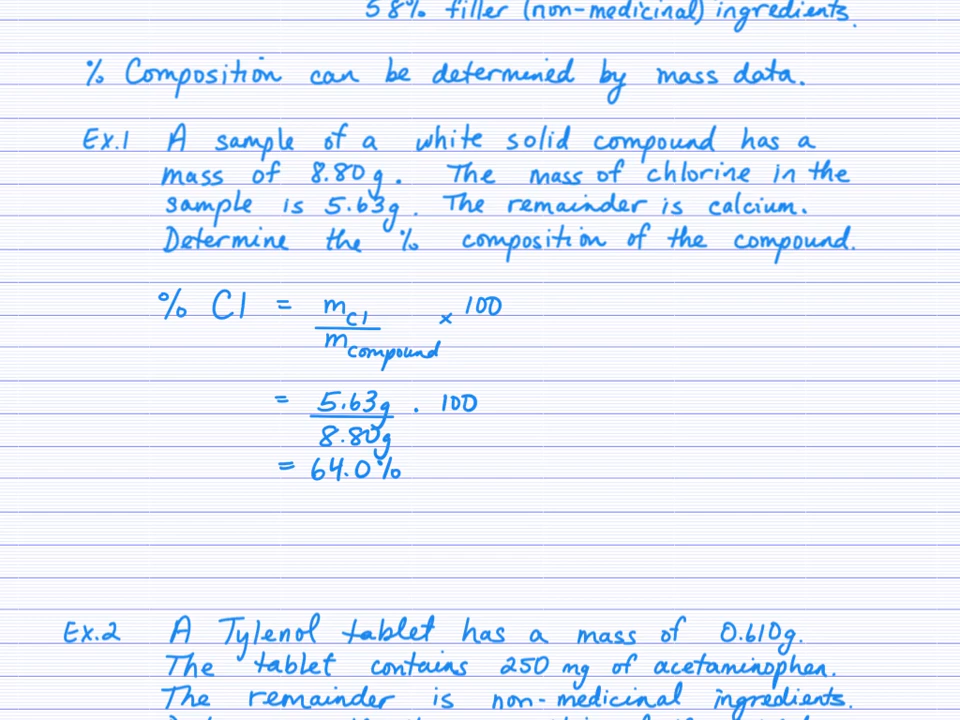 58% filler (non-medicinal) ingredients.
% Composition can be determined by mass data.
Ex.1 A sample of a white solid compound has a
mass of 8.80g. The mass of chlorine in the
sample is 5.63g. The remainder is calcium.
Determine the % composition of the compound.
% Cl = mCl / mcompound × 100
= 5.63g / 8.80g · 100
= 64.0%
Ex.2 A Tylenol tablet has a mass of 0.610g.
The tablet contains 250 mg of acetaminophen.
The remainder is non-medicinal ingredients.